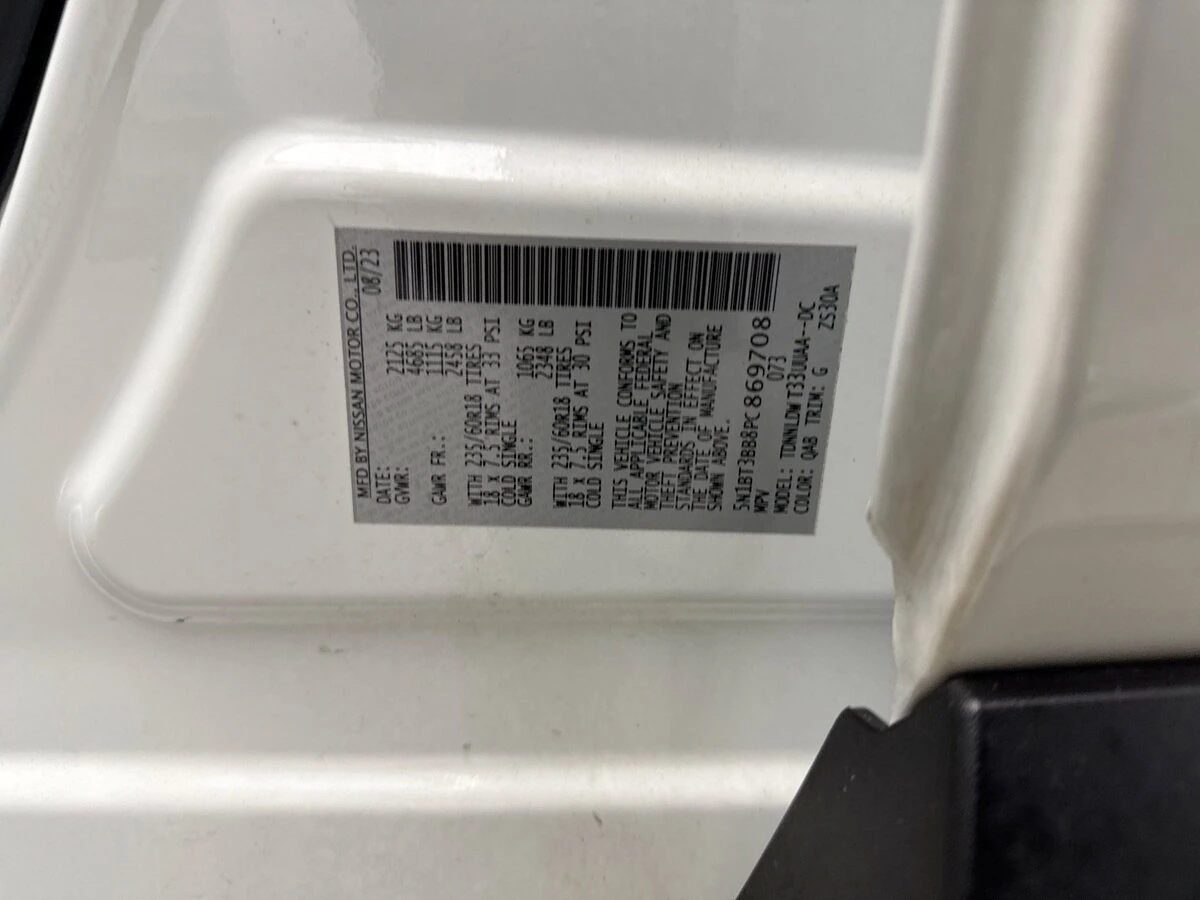 MFD BY NISSAN MOTOR CO., LTD.
DATE: 08/23
GVWR: 2125 KG
4685 LB
GAWR FR.: 1115 KG
2458 LB
WITH 235/60R18 TIRES
18 x 7.5 RIMS AT 33 PSI
COLD SINGLE
GAWR RR.: 1065 KG
2348 LB
WITH 235/60R18 TIRES
18 x 7.5 RIMS AT 30 PSI
COLD SINGLE
THIS VEHICLE CONFORMS TO
ALL APPLICABLE FEDERAL
MOTOR VEHICLE SAFETY AND
THEFT PREVENTION
STANDARDS IN EFFECT ON
THE DATE OF MANUFACTURE
SHOWN ABOVE.
5N1BT3BB8PC869708
MPV 073
MODEL: TDNNLDW T33UUAA--DC
COLOR: QAB TRIM: G ZS30A